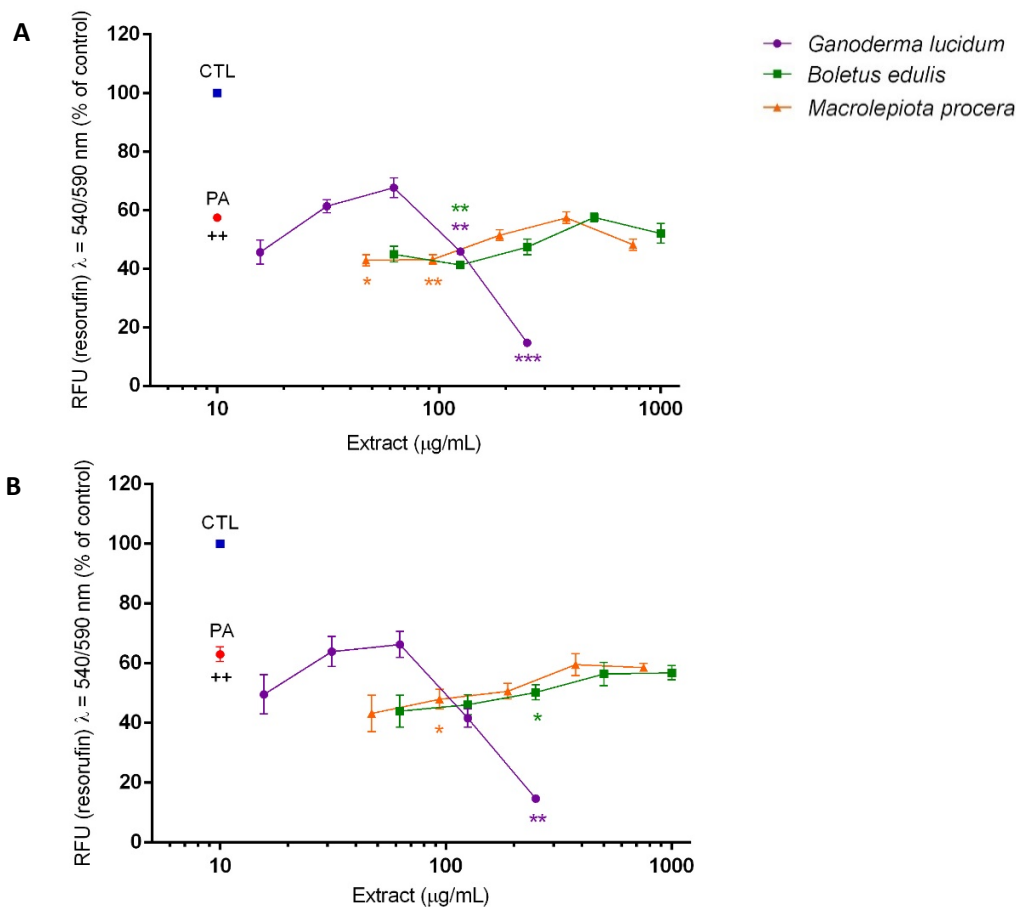 A
120
100
80
60
40
20
0
RFU (resorufin) λ = 540/590 nm (% of control)
CTL
PA
++
**
**
*
**
***
10
100
1000
Extract (μg/mL)
Ganoderma lucidum
Boletus edulis
Macrolepiota procera
B
120
100
80
60
40
20
0
RFU (resorufin) λ = 540/590 nm (% of control)
CTL
PA
++
*
*
**
10
100
1000
Extract (μg/mL)